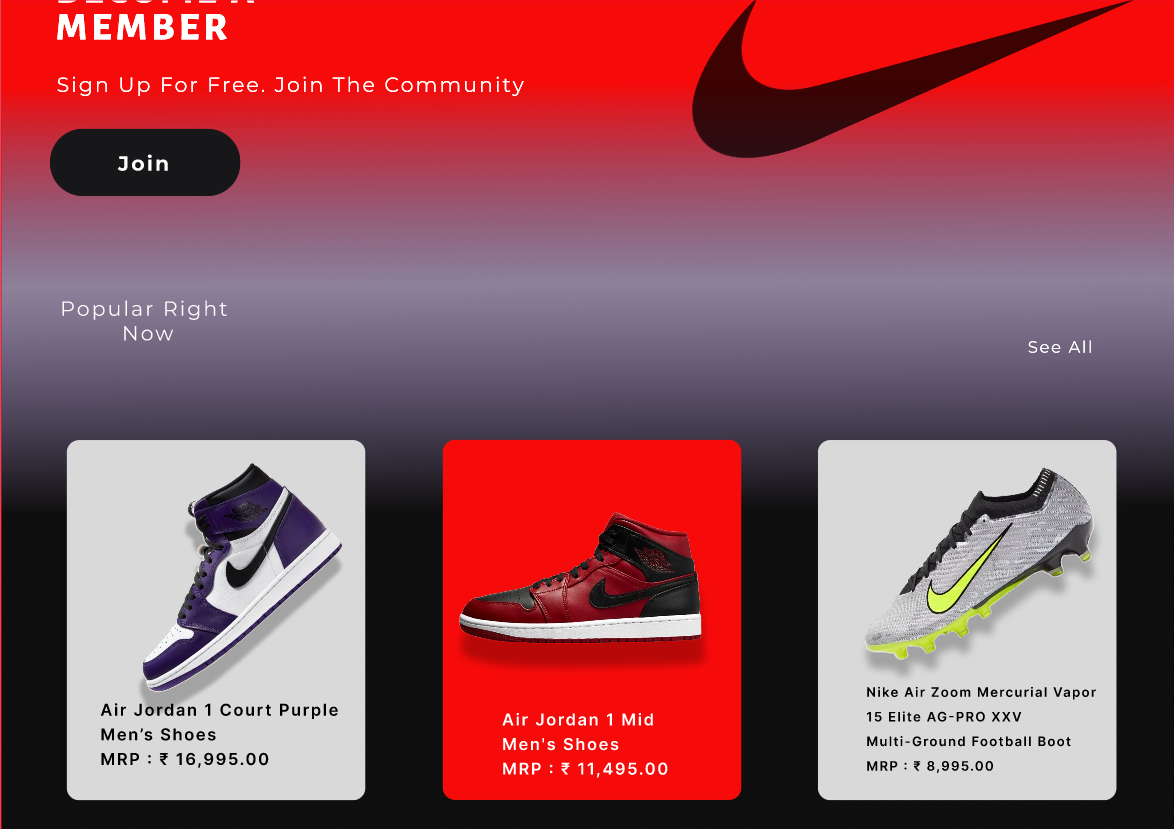 BECOME A
MEMBER
Sign Up For Free. Join The Community
Join
Popular Right
Now
See All
Air Jordan 1 Court Purple
Men’s Shoes
MRP : ₹ 16,995.00
Air Jordan 1 Mid
Men's Shoes
MRP : ₹ 11,495.00
Nike Air Zoom Mercurial Vapor
15 Elite AG-PRO XXV
Multi-Ground Football Boot
MRP : ₹ 8,995.00